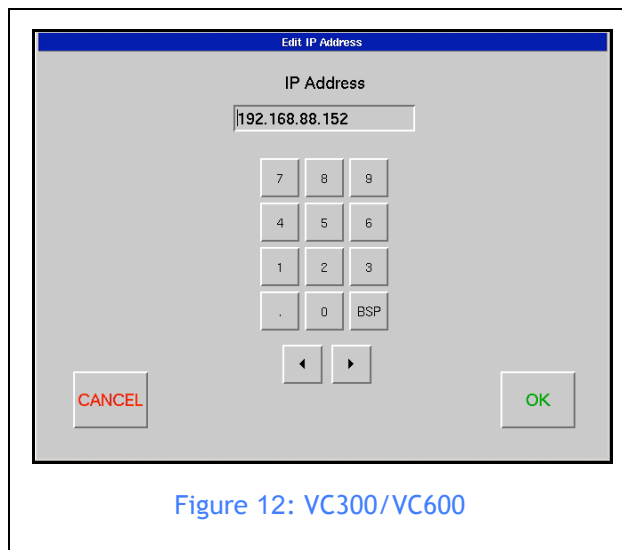 Edit IP Address
IP Address
192.168.88.152
7 8 9
4 5 6
1 2 3
. 0 BSP
CANCEL OK
Figure 12: VC300/VC600